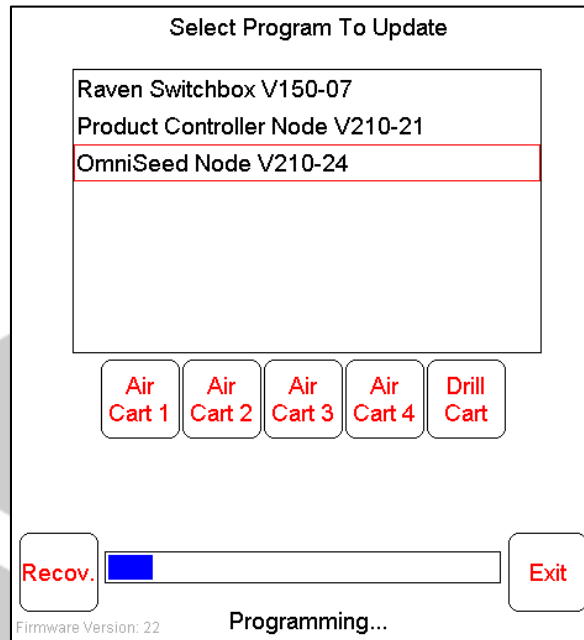 Select Program To Update
Raven Switchbox V150-07
Product Controller Node V210-21
OmniSeed Node V210-24
Air Cart 1
Air Cart 2
Air Cart 3
Air Cart 4
Drill Cart
Recov.
Exit
Firmware Version: 22
Programming...